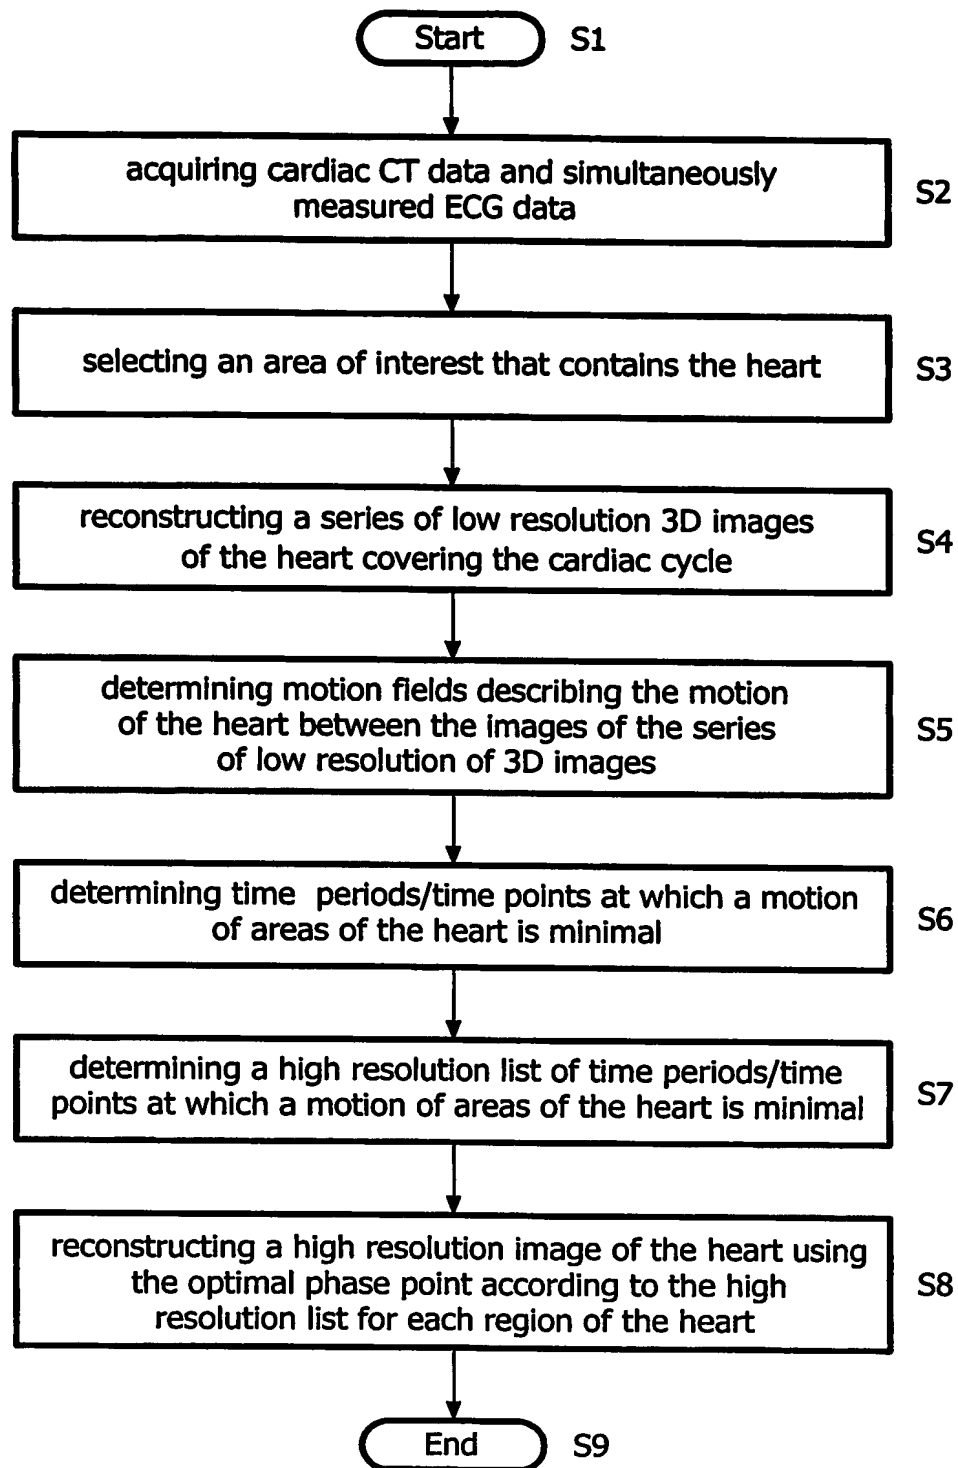 Start
S1
acquiring cardiac CT data and simultaneously
measured ECG data
S2
selecting an area of interest that contains the heart
S3
reconstructing a series of low resolution 3D images
of the heart covering the cardiac cycle
S4
determining motion fields describing the motion
of the heart between the images of the series
of low resolution of 3D images
S5
determining time periods/time points at which a motion
of areas of the heart is minimal
S6
determining a high resolution list of time periods/time
points at which a motion of areas of the heart is minimal
S7
reconstructing a high resolution image of the heart using
the optimal phase point according to the high
resolution list for each region of the heart
S8
End
S9